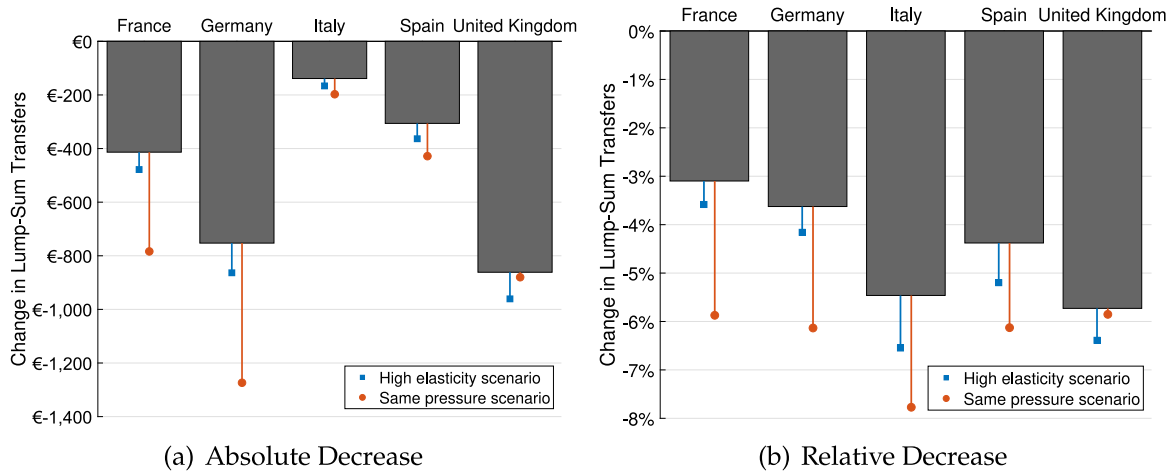 France Germany Italy Spain United Kingdom
€0
€-200
€-400
€-600
€-800
€-1,000
€-1,200
€-1,400
Change in Lump-Sum Transfers
High elasticity scenario
Same pressure scenario
(a) Absolute Decrease
France Germany Italy Spain United Kingdom
0%
-1%
-2%
-3%
-4%
-5%
-6%
-7%
-8%
Change in Lump-Sum Transfers
High elasticity scenario
Same pressure scenario
(b) Relative Decrease